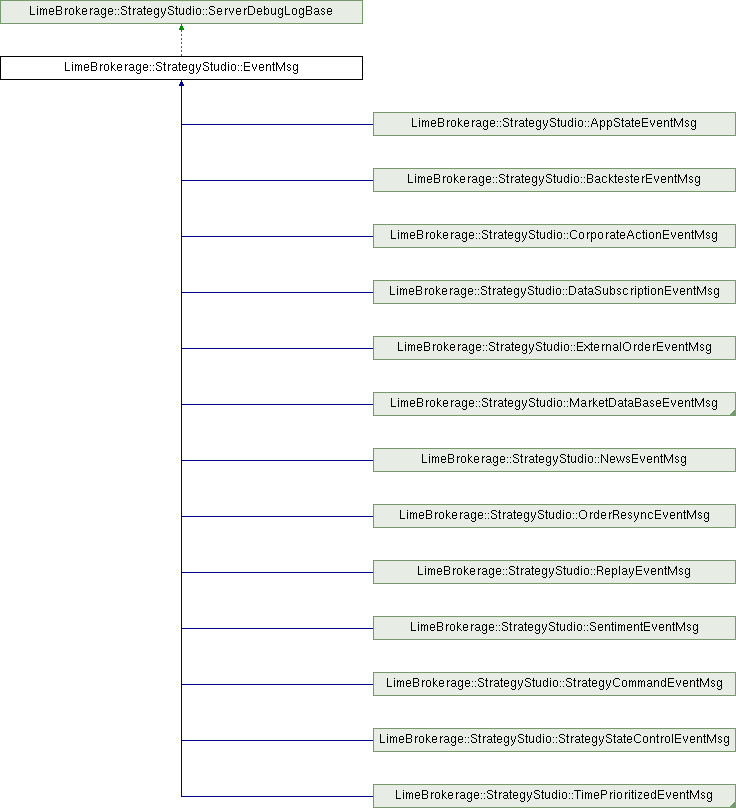 LimeBrokerage::StrategyStudio::ServerDebugLogBase
LimeBrokerage::StrategyStudio::EventMsg
LimeBrokerage::StrategyStudio::AppStateEventMsg
LimeBrokerage::StrategyStudio::BacktesterEventMsg
LimeBrokerage::StrategyStudio::CorporateActionEventMsg
LimeBrokerage::StrategyStudio::DataSubscriptionEventMsg
LimeBrokerage::StrategyStudio::ExternalOrderEventMsg
LimeBrokerage::StrategyStudio::MarketDataBaseEventMsg
LimeBrokerage::StrategyStudio::NewsEventMsg
LimeBrokerage::StrategyStudio::OrderResyncEventMsg
LimeBrokerage::StrategyStudio::ReplayEventMsg
LimeBrokerage::StrategyStudio::SentimentEventMsg
LimeBrokerage::StrategyStudio::StrategyCommandEventMsg
LimeBrokerage::StrategyStudio::StrategyStateControlEventMsg
LimeBrokerage::StrategyStudio::TimePrioritizedEventMsg